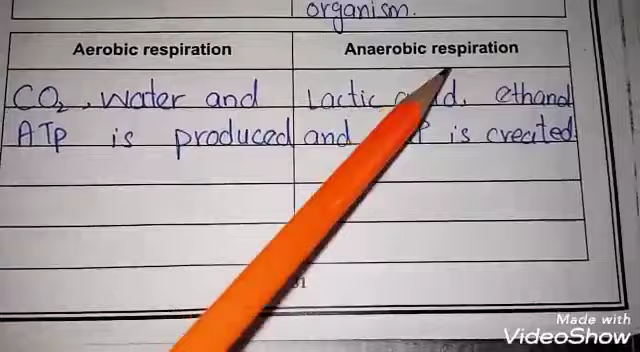 organism.
Aerobic respiration Anaerobic respiration
CO2, Water and Lactic ethanol
ATP is produced and is created
Made with
VideoShow